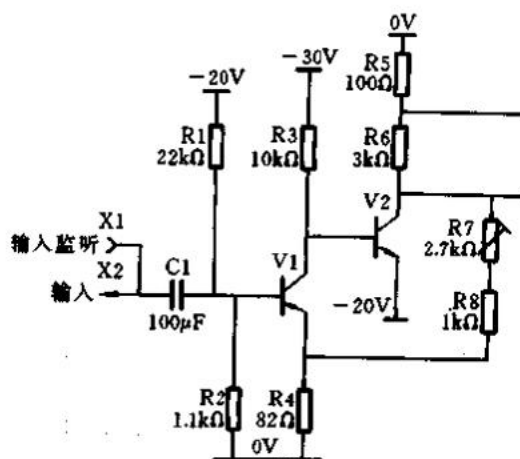 0V
－30V
－20V
R5
100Ω
R1
22kΩ
R3
10kΩ
R6
3kΩ
V2
X1
输入监听
R7
2.7kΩ
X2
输入
C1
100μF
V1
－20V
R8
1kΩ
R2
1.1kΩ
R4
82Ω
0V